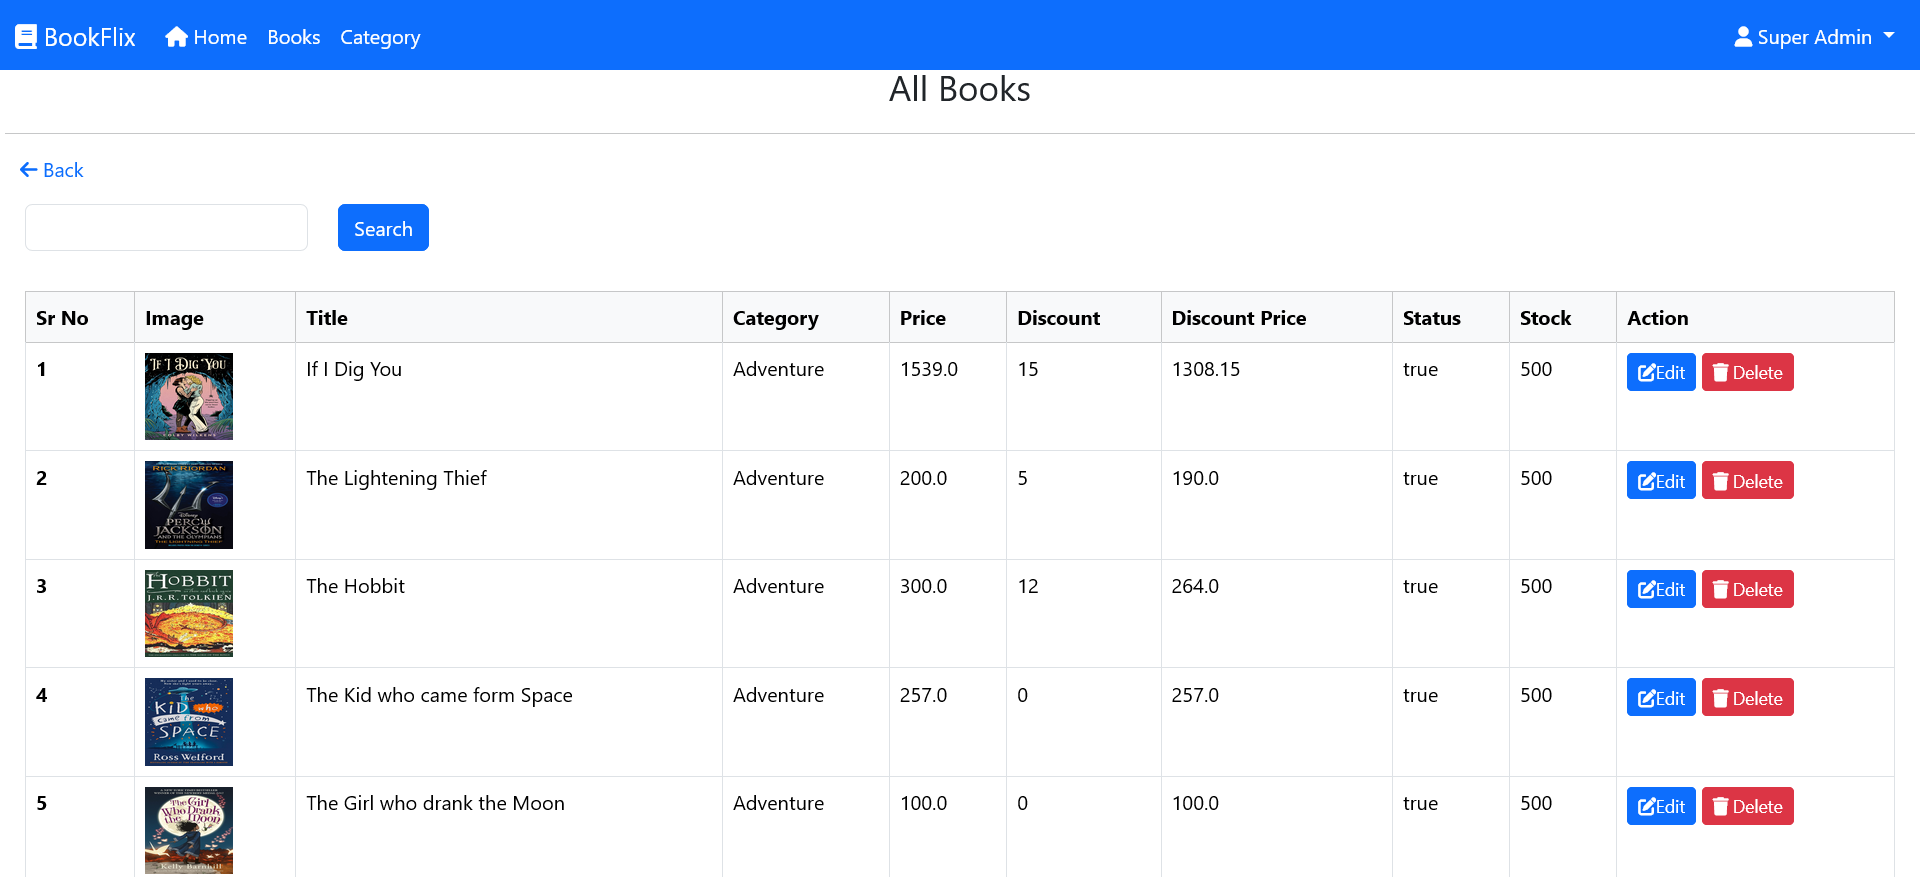 BookFlix Home Books Category Super Admin
All Books
Back
Search
Sr No Image Title Category Price Discount Discount Price Status Stock Action
1 If I Dig You Adventure 1539.0 15 1308.15 true 500 Edit Delete
IF I DIG YOU
COLBY WILKENS
2 The Lightening Thief Adventure 200.0 5 190.0 true 500 Edit Delete
RICK RIORDAN
Disney
PERCY
JACKSON
AND THE OLYMPIANS
THE LIGHTNING THIEF
3 The Hobbit Adventure 300.0 12 264.0 true 500 Edit Delete
The
HOBBIT
J.R.R. TOLKIEN
4 The Kid who came form Space Adventure 257.0 0 257.0 true 500 Edit Delete
The
KID who
came from
SPACE
Ross Welford
5 The Girl who drank the Moon Adventure 100.0 0 100.0 true 500 Edit Delete
The Girl
Who Drank
the Moon
Kelly Barnhill